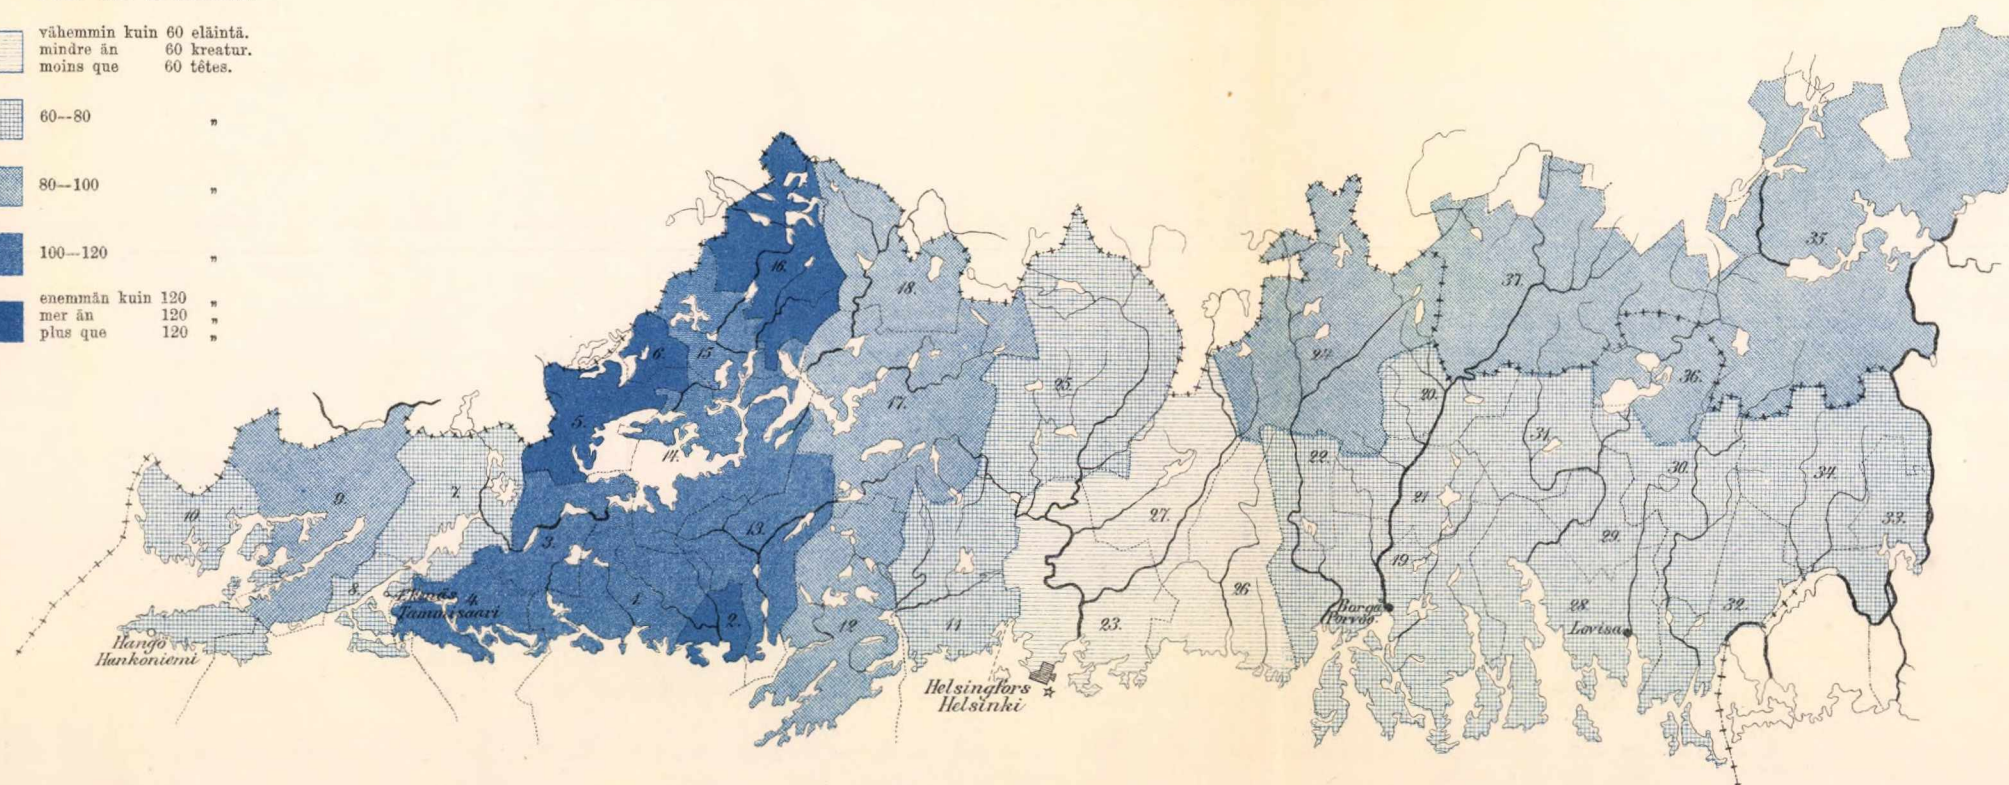 vähemmin kuin 60 eläintä.
mindre än 60 kreatur.
moins que 60 têtes.
60--80 "
80--100 "
100--120 "
enemmän kuin 120 "
mer än 120 "
plus que 120 "
16.
18.
35.
37.
6.
15.
24.
36.
5.
17.
25.
20.
31.
14.
9.
7.
22.
30.
34.
10.
21.
27.
33.
3.
13.
29.
19.
8.
4.
1.
2.
12
11
23.
26
28.
32.
Ekenäs
Tammisaari
Hangö
Hankoniemi
Helsingfors
Helsinki
Borgå
Porvoo
Lovisa